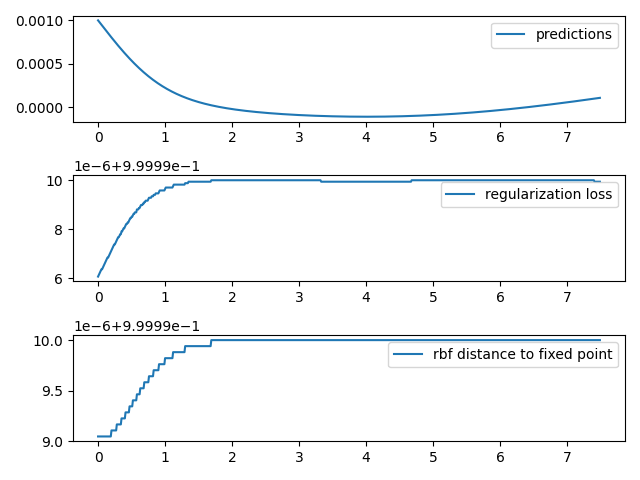 0.0010
0.0005
0.0000
predictions
0 1 2 3 4 5 6 7
1e−6+9.9999e−1
10
8
6
regularization loss
0 1 2 3 4 5 6 7
1e−6+9.9999e−1
10.0
9.5
9.0
rbf distance to fixed point
0 1 2 3 4 5 6 7